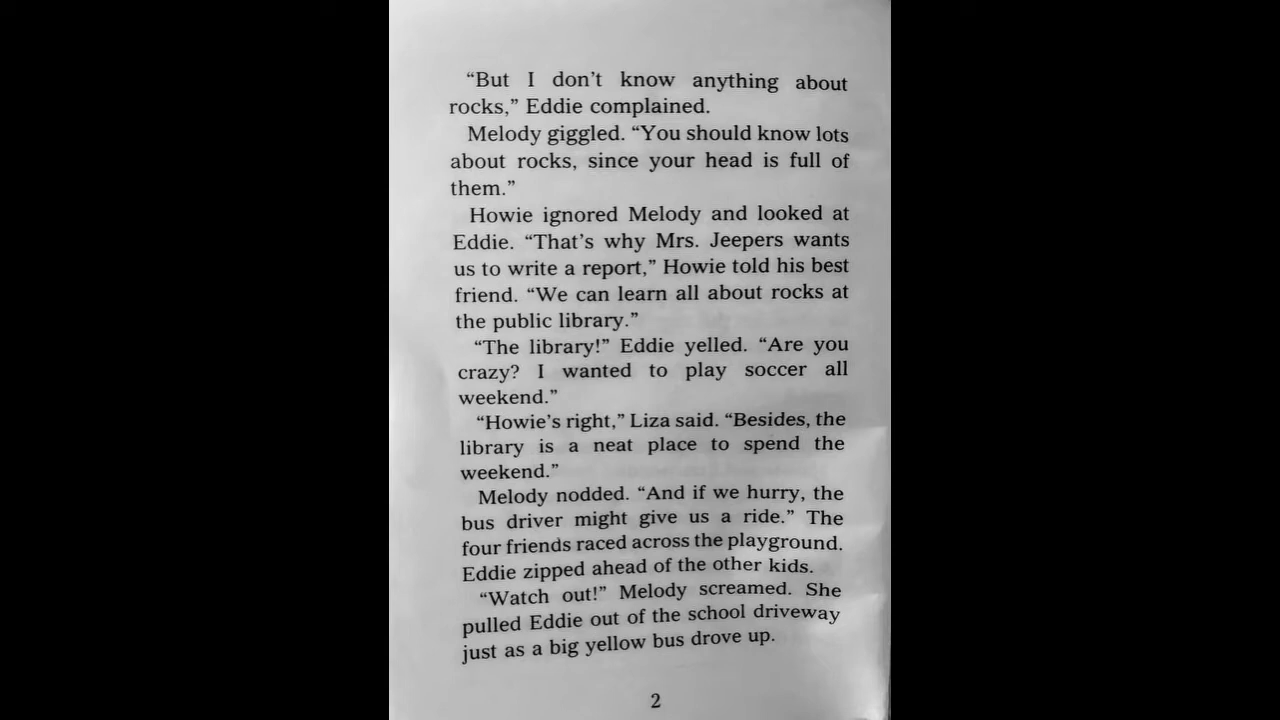 “But I don’t know anything about
rocks,” Eddie complained.
Melody giggled. “You should know lots
about rocks, since your head is full of
them.”
Howie ignored Melody and looked at
Eddie. “That’s why Mrs. Jeepers wants
us to write a report,” Howie told his best
friend. “We can learn all about rocks at
the public library.”
“The library!” Eddie yelled. “Are you
crazy? I wanted to play soccer all
weekend.”
“Howie’s right,” Liza said. “Besides, the
library is a neat place to spend the
weekend.”
Melody nodded. “And if we hurry, the
bus driver might give us a ride.” The
four friends raced across the playground.
Eddie zipped ahead of the other kids.
“Watch out!” Melody screamed. She
pulled Eddie out of the school driveway
just as a big yellow bus drove up.
2